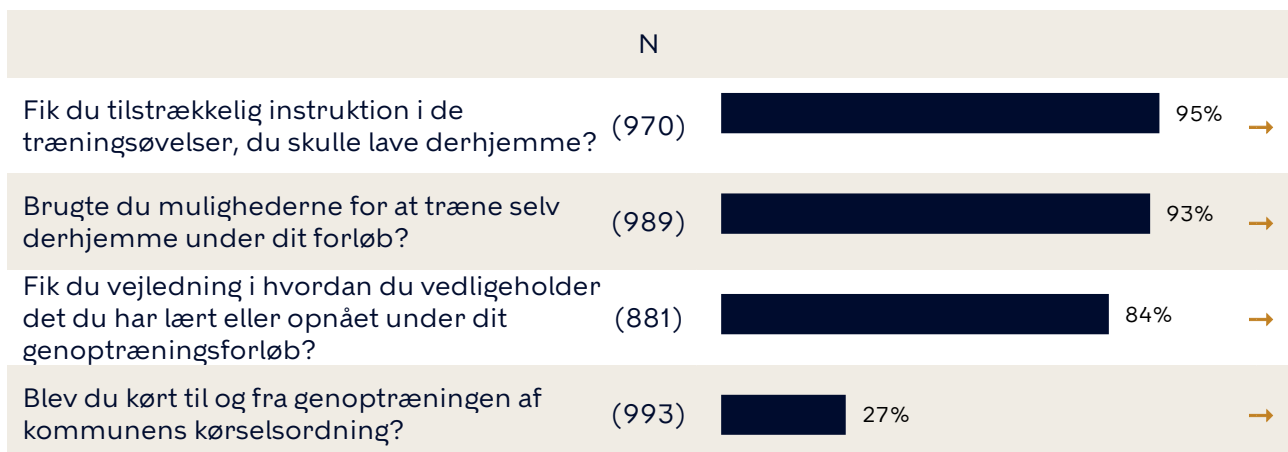 N
Fik du tilstrækkelig instruktion i de
træningsøvelser, du skulle lave derhjemme?
(970)
95%
→
Brugte du mulighederne for at træne selv
derhjemme under dit forløb?
(989)
93%
→
Fik du vejledning i hvordan du vedligeholder
det du har lært eller opnået under dit
genoptræningsforløb?
(881)
84%
→
Blev du kørt til og fra genoptræningen af
kommunens kørselsordning?
(993)
27%
→